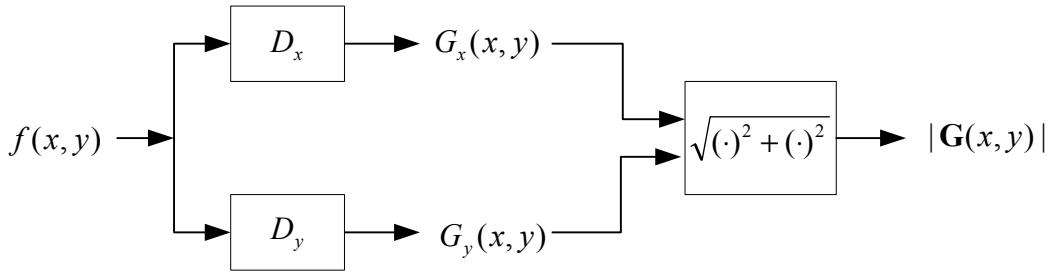 D_x
G_x(x, y)
f(x, y)
√((·)² + (·)²)
|G(x, y)|
D_y
G_y(x, y)